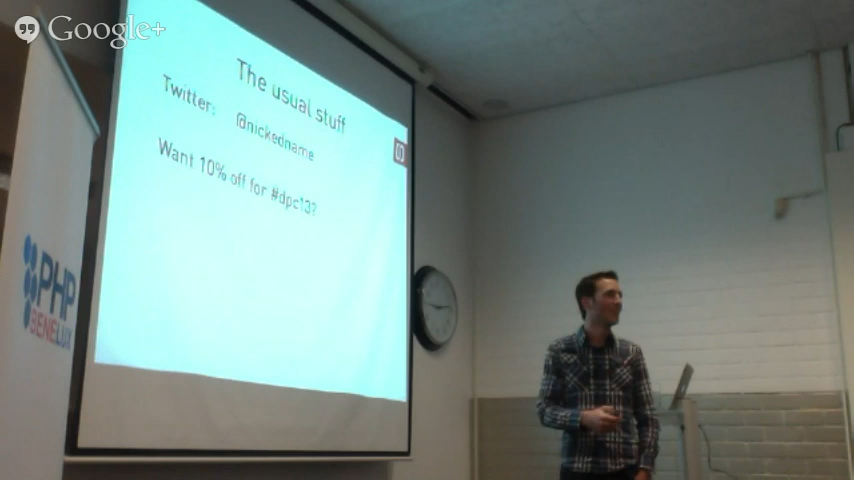 Google+
The usual stuff
Twitter: @nickedname
Want 10% off for #dpc13?
PHP
BENELUX